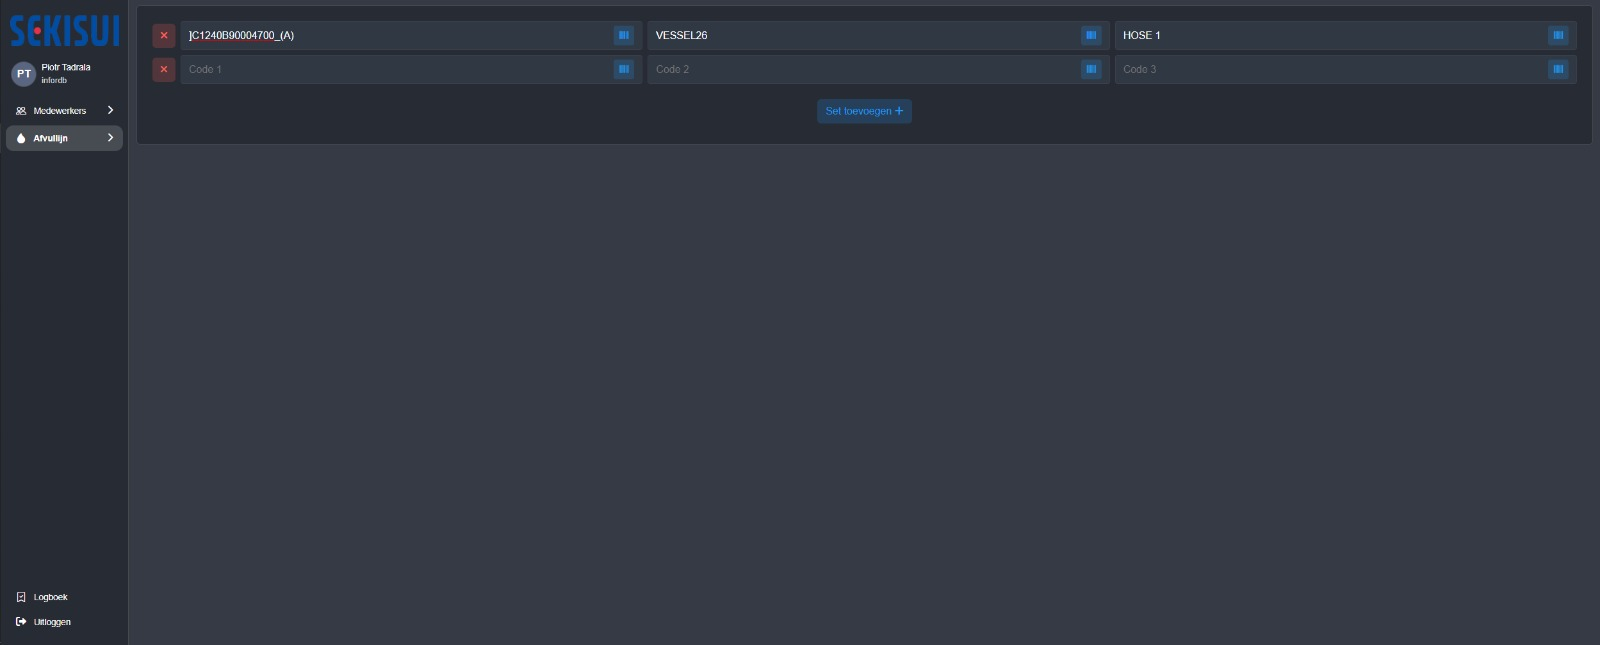 SEKISUI
PT
Piotr Tadrala
infordb
Medewerkers
Afvullijn
]C1240B90004700_(A)
VESSEL26
HOSE 1
Code 1
Code 2
Code 3
Set toevoegen +
Logboek
Uitloggen